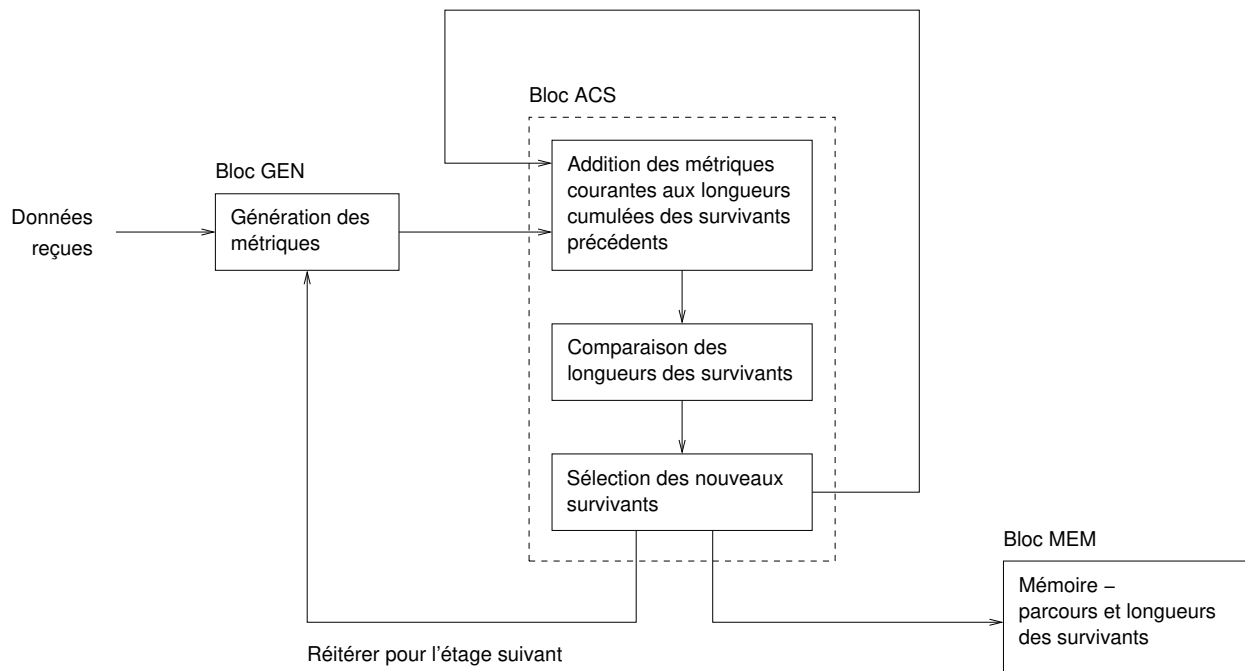 Bloc ACS
Bloc GEN
Données
reçues
Génération des
métriques
Addition des métriques
courantes aux longueurs
cumulées des survivants
précédents
Comparaison des
longueurs des survivants
Sélection des nouveaux
survivants
Réitérer pour l'étage suivant
Bloc MEM
Mémoire –
parcours et longueurs
des survivants